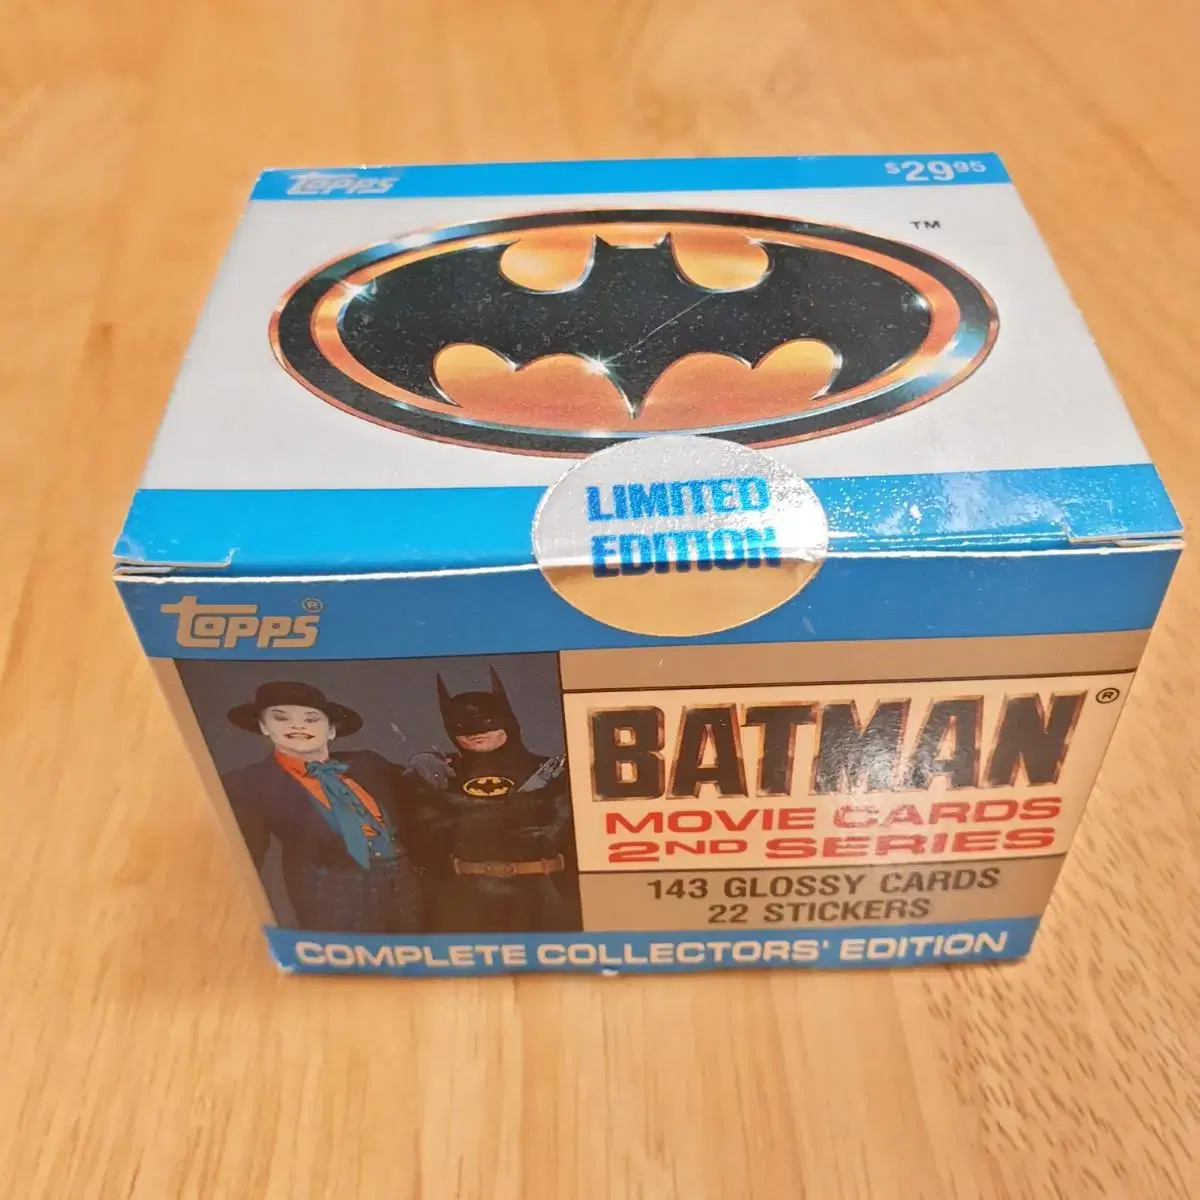 Topps
$29.95
™
LIMITED
EDITION
Topps®
BATMAN®
MOVIE CARDS
2ND SERIES
143 GLOSSY CARDS
22 STICKERS
COMPLETE COLLECTORS' EDITION